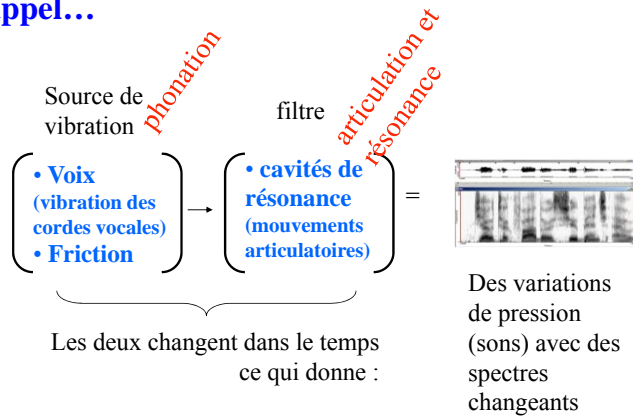 appel…
phonation
articulation et
résonance
Source de
vibration
filtre
• Voix
(vibration des
cordes vocales)
• Friction
→
• cavités de
résonance
(mouvements
articulatoires)
=
Les deux changent dans le temps
ce qui donne :
Des variations
de pression
(sons) avec des
spectres
changeants